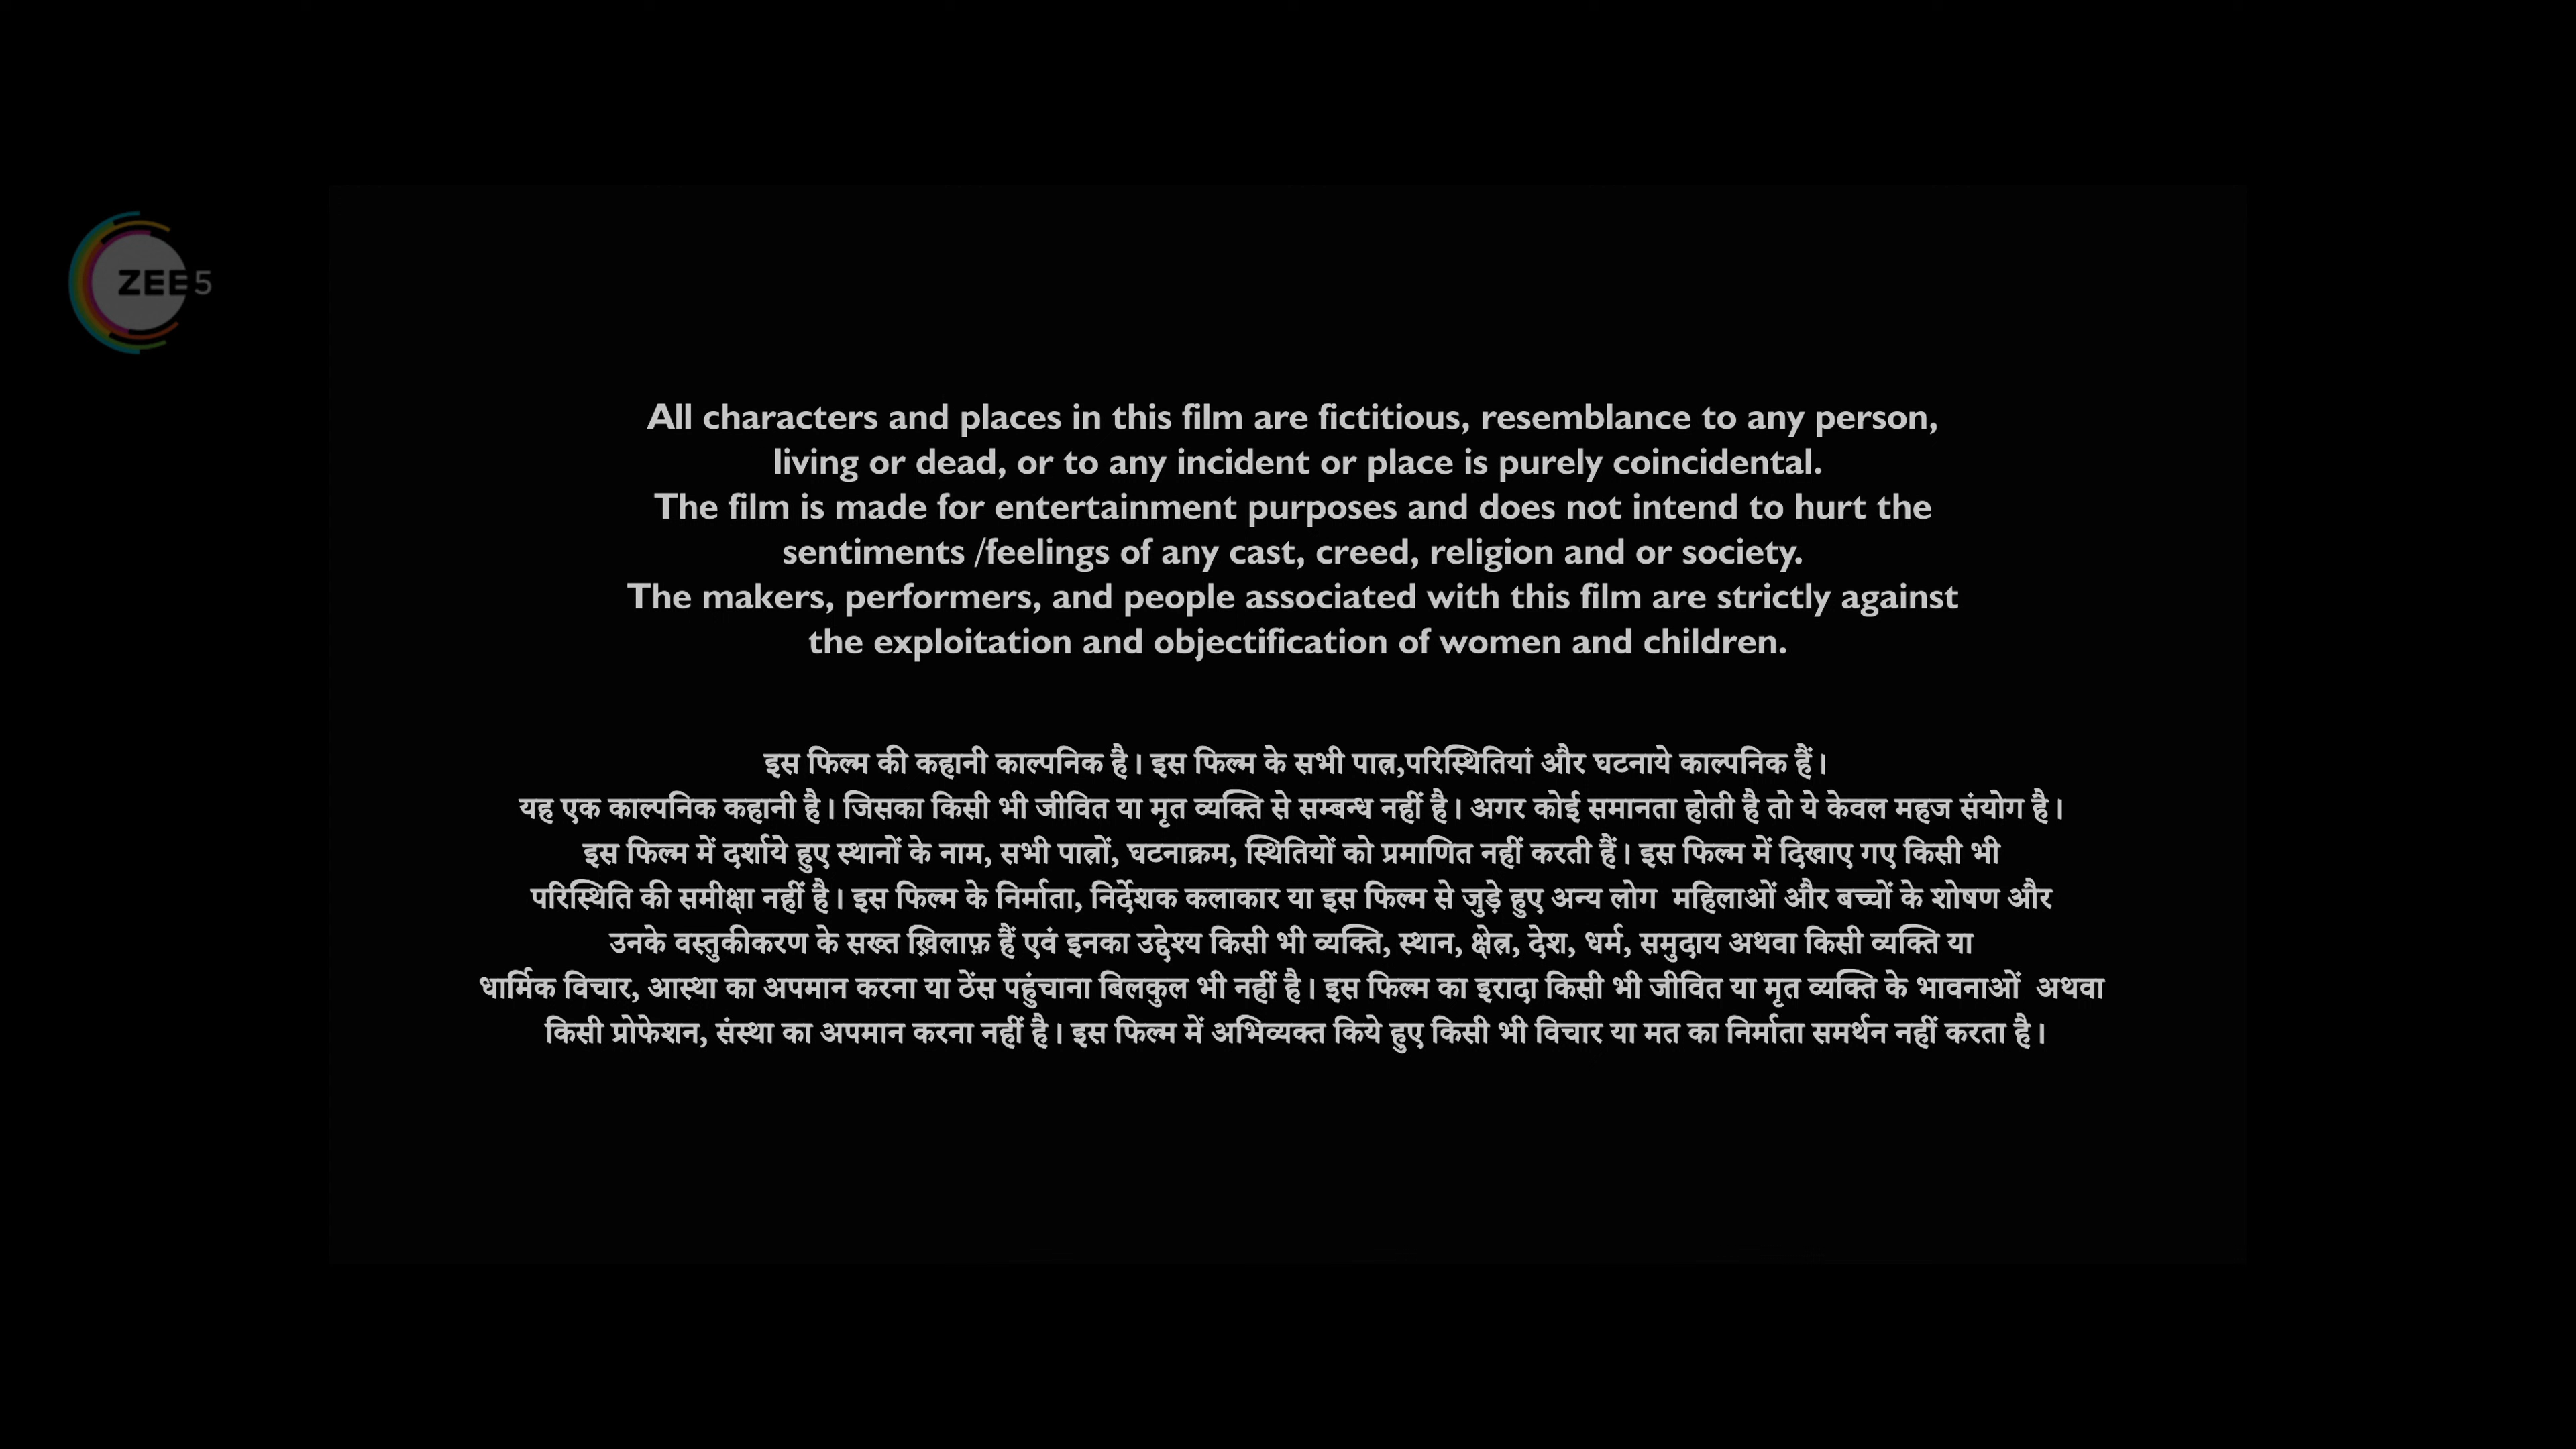 ZEE5
All characters and places in this film are fictitious, resemblance to any person,
living or dead, or to any incident or place is purely coincidental.
The film is made for entertainment purposes and does not intend to hurt the
sentiments /feelings of any cast, creed, religion and or society.
The makers, performers, and people associated with this film are strictly against
the exploitation and objectification of women and children.
इस फिल्म की कहानी काल्पनिक है। इस फिल्म के सभी पात्र,परिस्थितियां और घटनाये काल्पनिक हैं।
यह एक काल्पनिक कहानी है। जिसका किसी भी जीवित या मृत व्यक्ति से सम्बन्ध नहीं है। अगर कोई समानता होती है तो ये केवल महज संयोग है।
इस फिल्म में दर्शाये हुए स्थानों के नाम, सभी पात्रों, घटनाक्रम, स्थितियों को प्रमाणित नहीं करती हैं। इस फिल्म में दिखाए गए किसी भी
परिस्थिति की समीक्षा नहीं है। इस फिल्म के निर्माता, निर्देशक कलाकार या इस फिल्म से जुड़े हुए अन्य लोग महिलाओं और बच्चों के शोषण और
उनके वस्तुकीकरण के सख्त ख़िलाफ़ हैं एवं इनका उद्देश्य किसी भी व्यक्ति, स्थान, क्षेत्र, देश, धर्म, समुदाय अथवा किसी व्यक्ति या
धार्मिक विचार, आस्था का अपमान करना या ठेंस पहुंचाना बिलकुल भी नहीं है। इस फिल्म का इरादा किसी भी जीवित या मृत व्यक्ति के भावनाओं अथवा
किसी प्रोफेशन, संस्था का अपमान करना नहीं है। इस फिल्म में अभिव्यक्त किये हुए किसी भी विचार या मत का निर्माता समर्थन नहीं करता है।